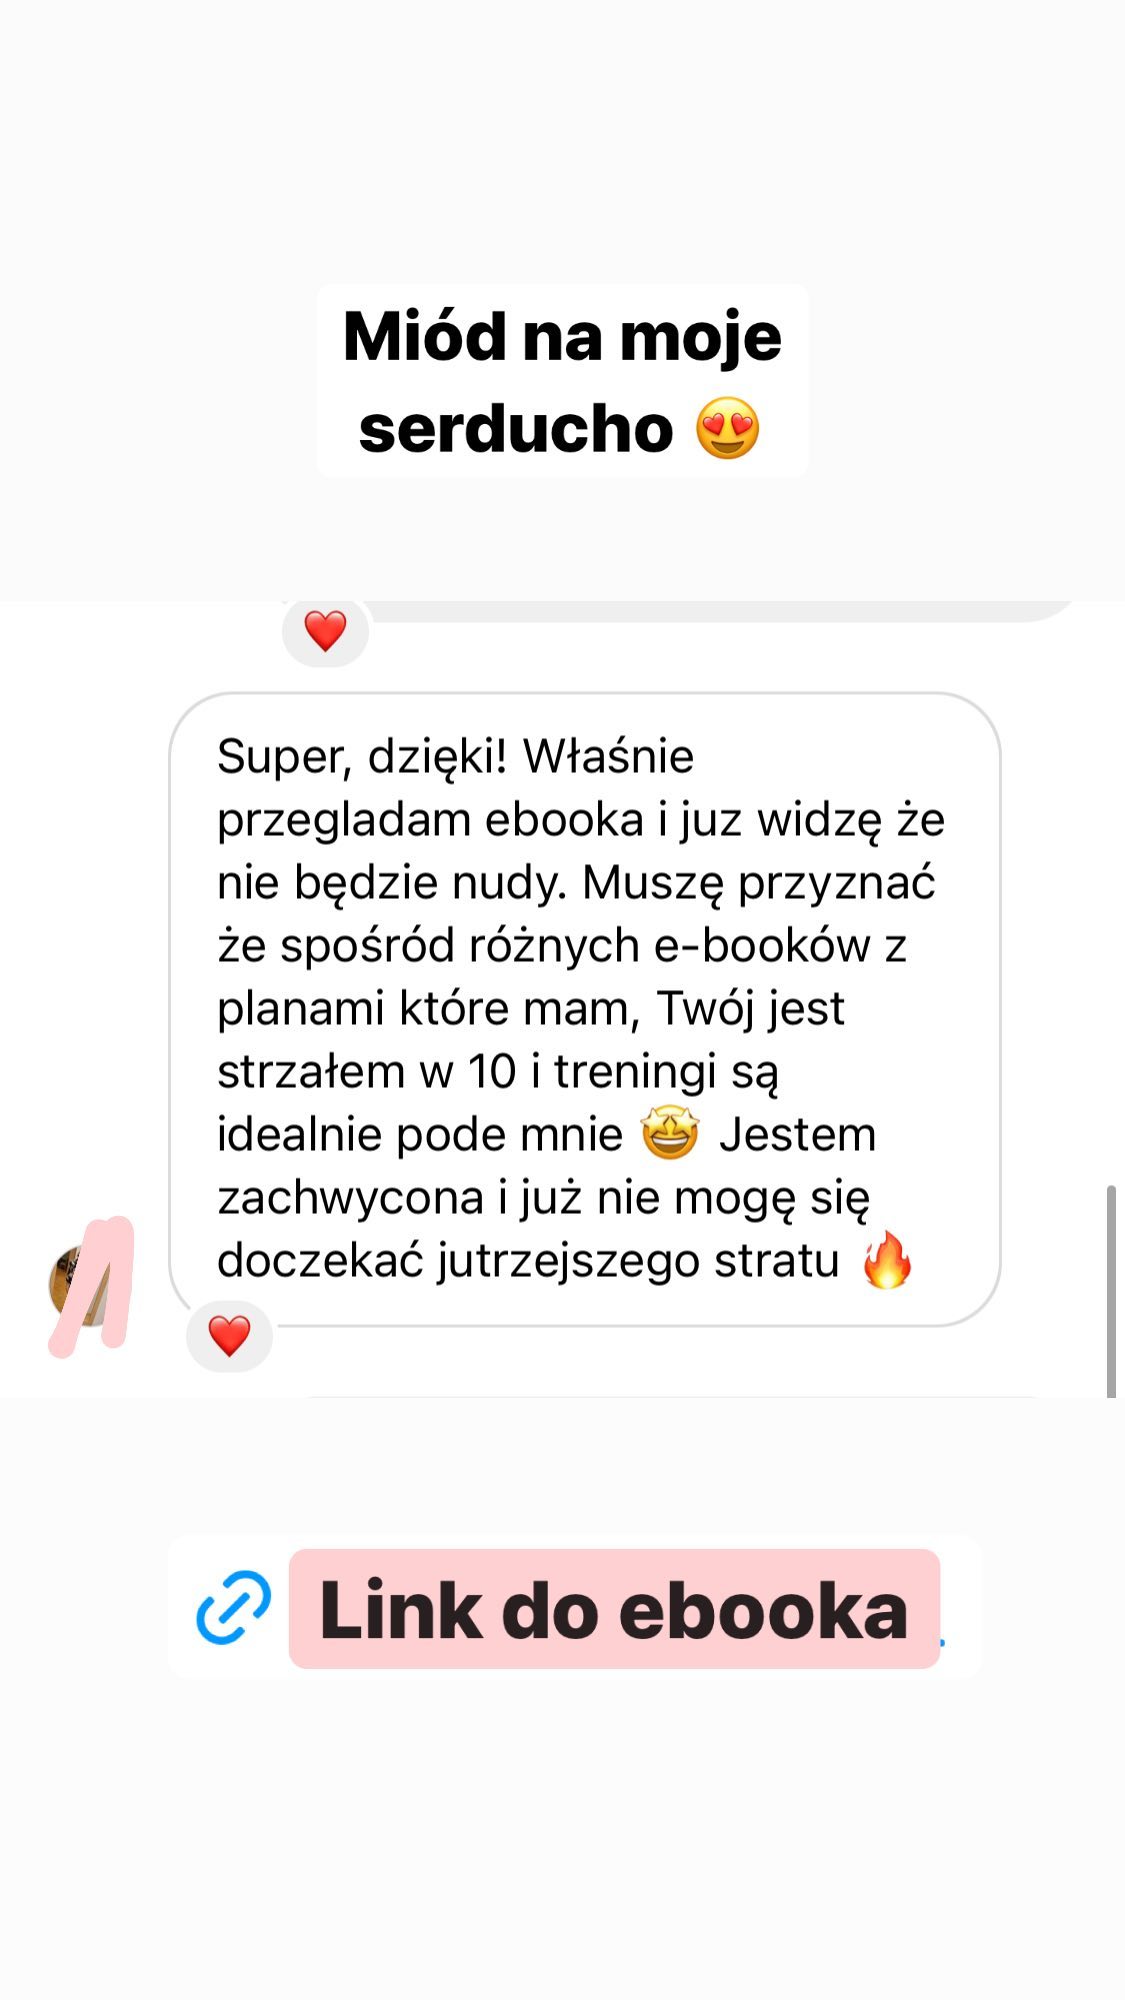 Miód na moje
serducho 😍
Super, dzięki! Właśnie
przegladam ebooka i juz widzę że
nie będzie nudy. Muszę przyznać
że spośród różnych e-booków z
planami które mam, Twój jest
strzałem w 10 i treningi są
idealnie pode mnie 🤩 Jestem
zachwycona i już nie mogę się
doczekać jutrzejszego stratu 🔥
Link do ebooka